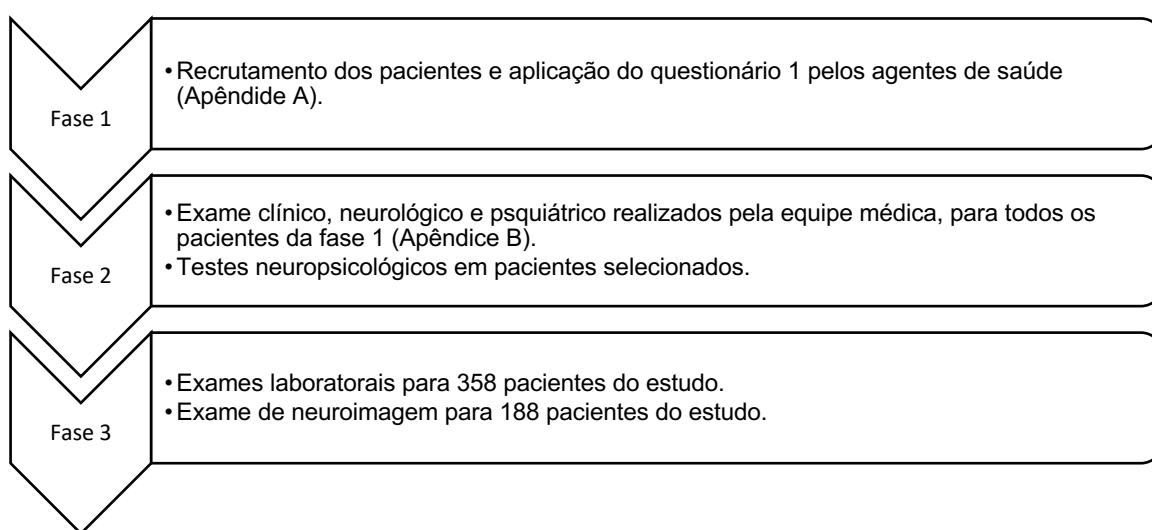 Fase 1
•Recrutamento dos pacientes e aplicação do questionário 1 pelos agentes de saúde
(Apêndide A).
Fase 2
•Exame clínico, neurológico e psquiátrico realizados pela equipe médica, para todos os
pacientes da fase 1 (Apêndice B).
•Testes neuropsicológicos em pacientes selecionados.
Fase 3
•Exames laboratorais para 358 pacientes do estudo.
•Exame de neuroimagem para 188 pacientes do estudo.